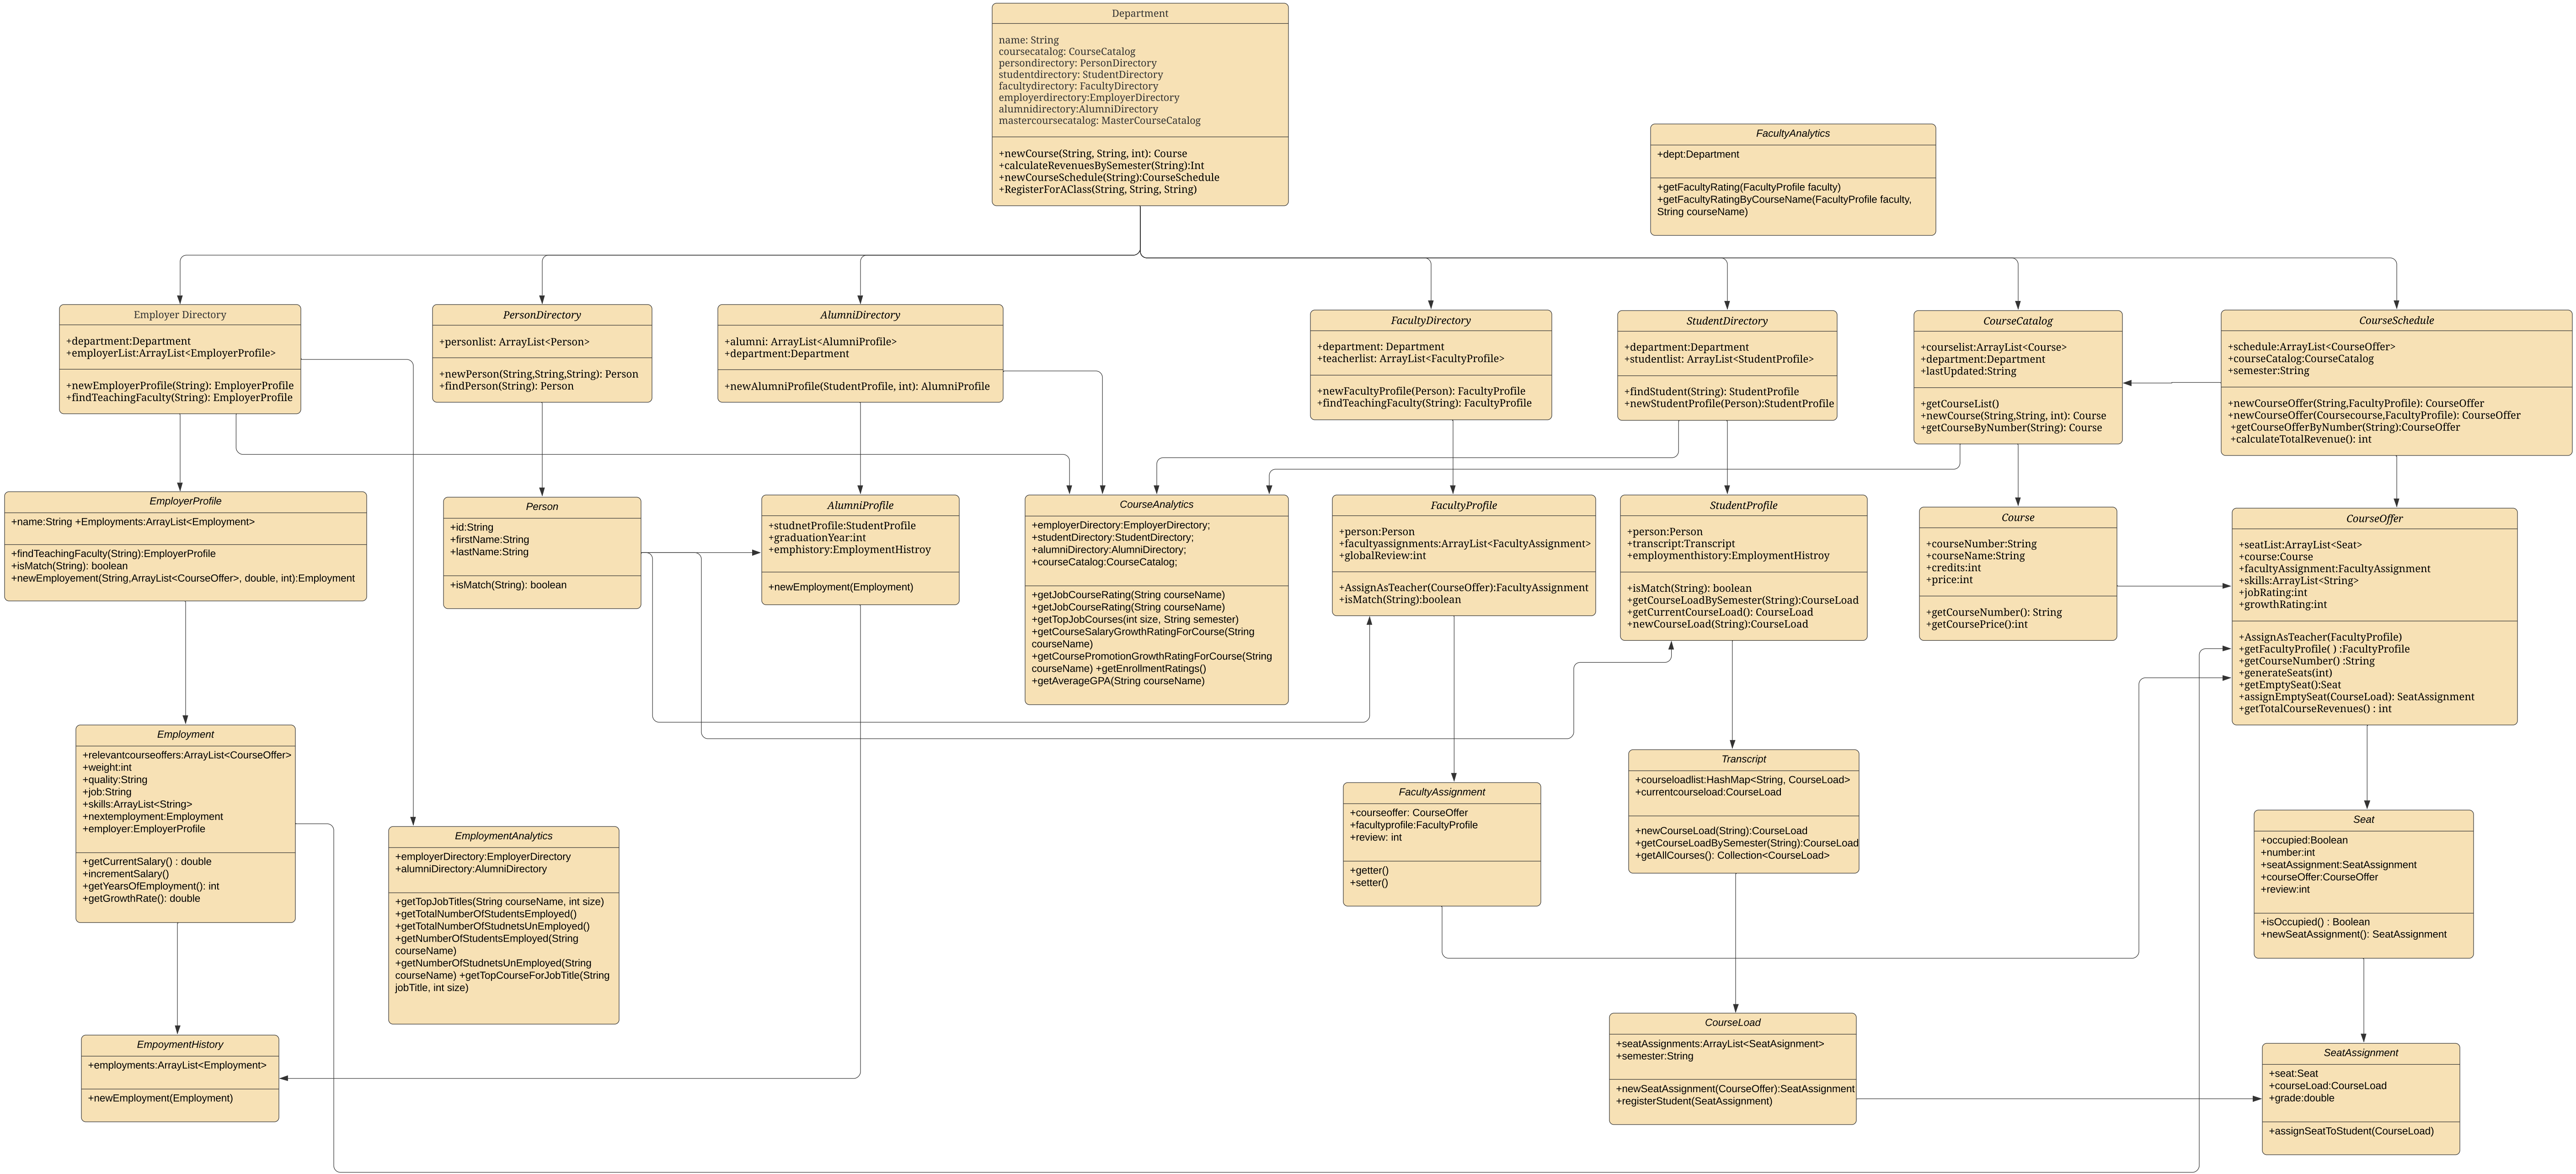 Department
name: String
coursecatalog: CourseCatalog
persondirectory: PersonDirectory
studentdirectory: StudentDirectory
facultydirectory: FacultyDirectory
employerdirectory:EmployerDirectory
alumnidirectory:AlumniDirectory
mastercoursecatalog: MasterCourseCatalog
+newCourse(String, String, int): Course
+calculateRevenuesBySemester(String):Int
+newCourseSchedule(String):CourseSchedule
+RegisterForAClass(String, String, String)
FacultyAnalytics
+dept:Department
+getFacultyRating(FacultyProfile faculty)
+getFacultyRatingByCourseName(FacultyProfile faculty,
String courseName)
Employer Directory
+department:Department
+employerList:ArrayList<EmployerProfile>
+newEmployerProfile(String): EmployerProfile
+findTeachingFaculty(String): EmployerProfile
PersonDirectory
+personlist: ArrayList<Person>
+newPerson(String,String,String): Person
+findPerson(String): Person
AlumniDirectory
+alumni: ArrayList<AlumniProfile>
+department:Department
+newAlumniProfile(StudentProfile, int): AlumniProfile
FacultyDirectory
+department: Department
+teacherlist: ArrayList<FacultyProfile>
+newFacultyProfile(Person): FacultyProfile
+findTeachingFaculty(String): FacultyProfile
StudentDirectory
+department:Department
+studentlist: ArrayList<StudentProfile>
+findStudent(String): StudentProfile
+newStudentProfile(Person):StudentProfile
CourseCatalog
+courselist:ArrayList<Course>
+department:Department
+lastUpdated:String
+getCourseList()
+newCourse(String,String, int): Course
+getCourseByNumber(String): Course
CourseSchedule
+schedule:ArrayList<CourseOffer>
+courseCatalog:CourseCatalog
+semester:String
+newCourseOffer(String,FacultyProfile): CourseOffer
+newCourseOffer(Coursecourse,FacultyProfile): CourseOffer
+getCourseOfferByNumber(String):CourseOffer
+calculateTotalRevenue(): int
EmployerProfile
+name:String +Employments:ArrayList<Employment>
+findTeachingFaculty(String):EmployerProfile
+isMatch(String): boolean
+newEmployement(String,ArrayList<CourseOffer>, double, int):Employment
Person
+id:String
+firstName:String
+lastName:String
+isMatch(String): boolean
AlumniProfile
+studnetProfile:StudentProfile
+graduationYear:int
+emphistory:EmploymentHistroy
+newEmployment(Employment)
CourseAnalytics
+employerDirectory:EmployerDirectory;
+studentDirectory:StudentDirectory;
+alumniDirectory:AlumniDirectory;
+courseCatalog:CourseCatalog;
+getJobCourseRating(String courseName)
+getJobCourseRating(String courseName)
+getTopJobCourses(int size, String semester)
+getCourseSalaryGrowthRatingForCourse(String
courseName)
+getCoursePromotionGrowthRatingForCourse(String
courseName) +getEnrollmentRatings()
+getAverageGPA(String courseName)
FacultyProfile
+person:Person
+facultyassignments:ArrayList<FacultyAssignment>
+globalReview:int
+AssignAsTeacher(CourseOffer):FacultyAssignment
+isMatch(String):boolean
StudentProfile
+person:Person
+transcript:Transcript
+employmenthistory:EmploymentHistroy
+isMatch(String): boolean
+getCourseLoadBySemester(String):CourseLoad
+getCurrentCourseLoad(): CourseLoad
+newCourseLoad(String):CourseLoad
Course
+courseNumber:String
+courseName:String
+credits:int
+price:int
+getCourseNumber(): String
+getCoursePrice():int
CourseOffer
+seatList:ArrayList<Seat>
+course:Course
+facultyAssignment:FacultyAssignment
+skills:ArrayList<String>
+jobRating:int
+growthRating:int
+AssignAsTeacher(FacultyProfile)
+getFacultyProfile( ) :FacultyProfile
+getCourseNumber() :String
+generateSeats(int)
+getEmptySeat():Seat
+assignEmptySeat(CourseLoad): SeatAssignment
+getTotalCourseRevenues() : int
Employment
+relevantcourseoffers:ArrayList<CourseOffer>
+weight:int
+quality:String
+job:String
+skills:ArrayList<String>
+nextemployment:Employment
+employer:EmployerProfile
+getCurrentSalary() : double
+incrementSalary()
+getYearsOfEmployment(): int
+getGrowthRate(): double
EmploymentAnalytics
+employerDirectory:EmployerDirectory
+alumniDirectory:AlumniDirectory
+getTopJobTitles(String courseName, int size)
+getTotalNumberOfStudentsEmployed()
+getTotalNumberOfStudnetsUnEmployed()
+getNumberOfStudentsEmployed(String
courseName)
+getNumberOfStudnetsUnEmployed(String
courseName) +getTopCourseForJobTitle(String
jobTitle, int size)
FacultyAssignment
+courseoffer: CourseOffer
+facultyprofile:FacultyProfile
+review: int
+getter()
+setter()
Transcript
+courseloadlist:HashMap<String, CourseLoad>
+currentcourseload:CourseLoad
+newCourseLoad(String):CourseLoad
+getCourseLoadBySemester(String):CourseLoad
+getAllCourses(): Collection<CourseLoad>
Seat
+occupied:Boolean
+number:int
+seatAssignment:SeatAssignment
+courseOffer:CourseOffer
+review:int
+isOccupied() : Boolean
+newSeatAssignment(): SeatAssignment
EmpoymentHistory
+employments:ArrayList<Employment>
+newEmployment(Employment)
CourseLoad
+seatAssignments:ArrayList<SeatAsignment>
+semester:String
+newSeatAssignment(CourseOffer):SeatAssignment
+registerStudent(SeatAssignment)
SeatAssignment
+seat:Seat
+courseLoad:CourseLoad
+grade:double
+assignSeatToStudent(CourseLoad)